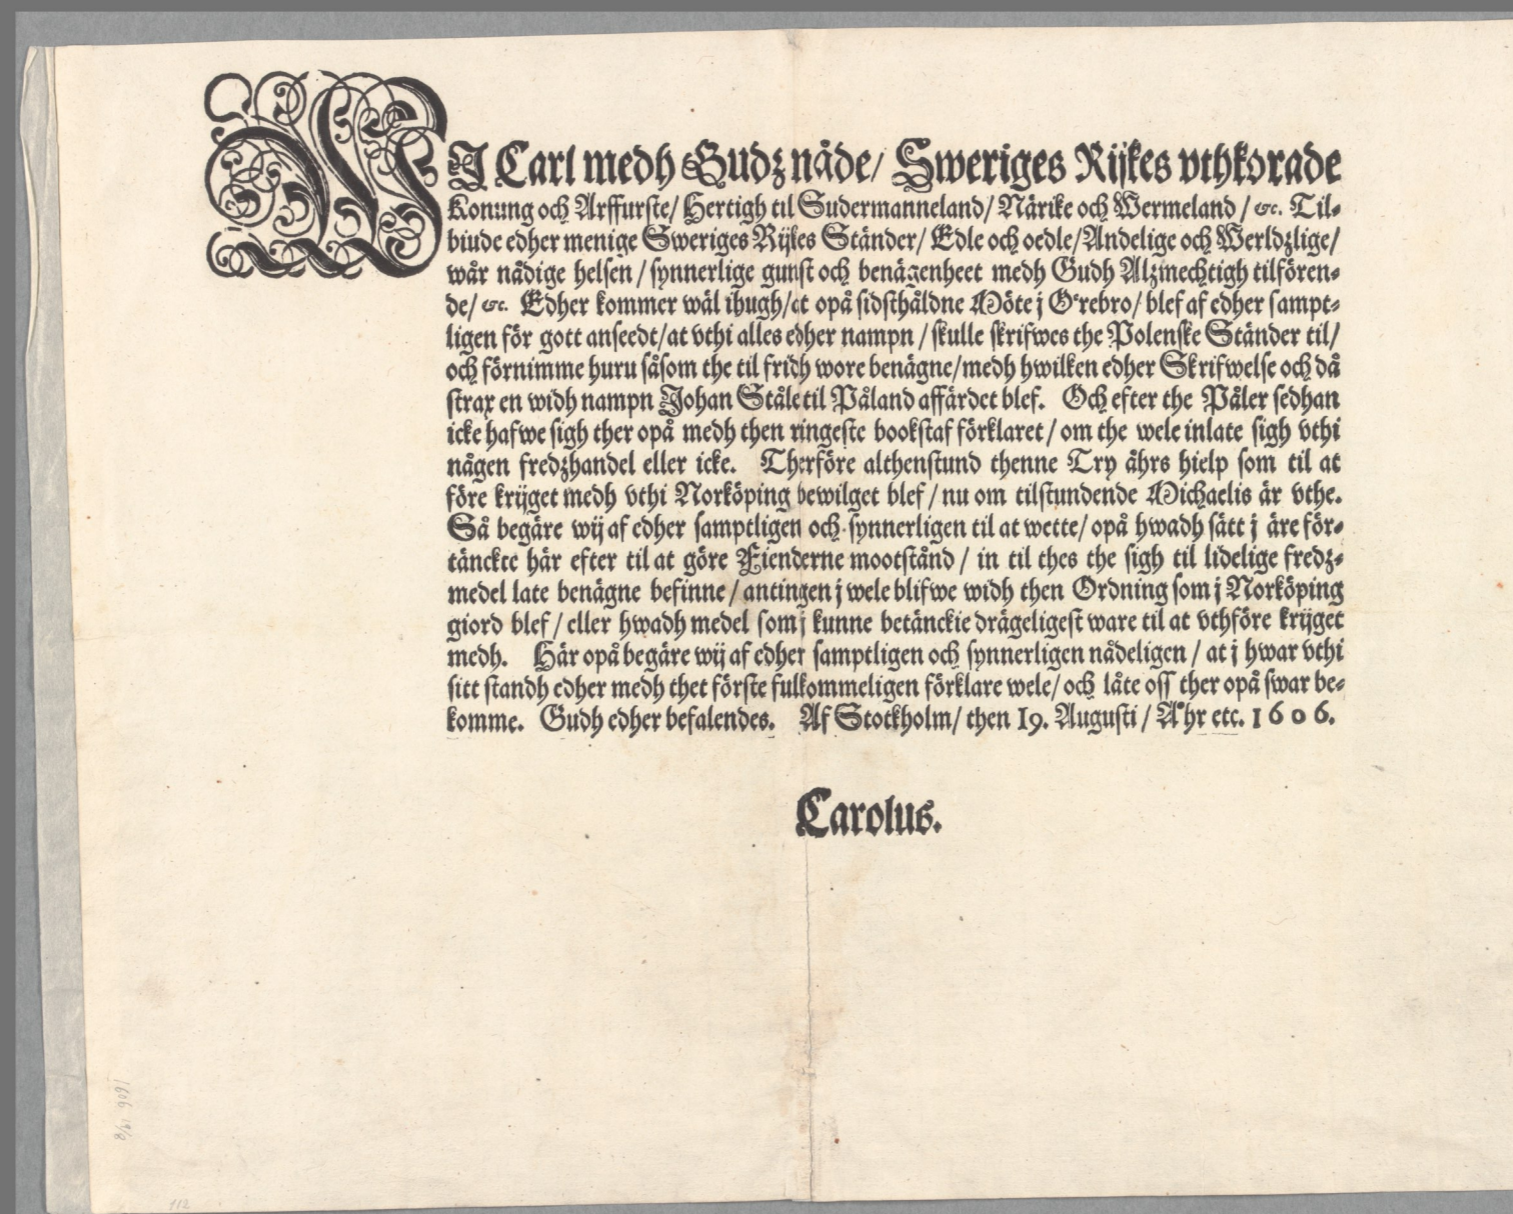 WJ Carl medh Gudz nåde/ Sweriges Rijkes vthkorade
Konung och Arffurste/ Hertigh til Sudermanneland/ Närike och Wermeland/ &c. Til-
biude edher menige Sweriges Rijkes Ständer/ Edle och oedle/ Andelige och Werldzlige/
wår nådige helsen/ synnerlige gunst och benägenheet medh Gudh Alzmechtigh tilfören-
de/ &c. Edher kommer wäl ihugh/ at opå sidsthåldne Möte j Örebro/ blef af edher sampt-
ligen för gott anseedt/ at vthi alles edher nampn/ skulle skrifwes the Polenske Ständer til/
och förnimme huru såsom the til fridh wore benägne/ medh hwilken edher Skrifwelse och då
strax en widh nampn Johan Ståle til Påland affärdet blef. Och efter the Påler sedhan
icke hafwe sigh ther opå medh then ringeste bookstaf förklaret/ om the wele inlate sigh vthi
någen fredzhandel eller icke. Therföre althenstund thenne Try åhrs hielp som til at
före krijget medh vthi Norköping bewilget blef/ nu om tilstundende Michaelis är vthe.
Så begäre wij af edher samptligen och synnerligen til at wette/ opå hwadh sätt j äre för-
tänckte här efter til at göre Fienderne mootstånd/ in til thes the sigh til lidelige fredz-
medel late benägne befinne/ antingen j wele blifwe widh then Ordning som j Norköping
giord blef/ eller hwadh medel som j kunne betänckie drägeligest ware til at vthföre krijget
medh. Här opå begäre wij af edher samptligen och synnerligen nådeligen/ at j hwar vthi
sitt standh edher medh thet förste fulkommeligen förklare wele/ och låte oss ther opå swar be-
komme. Gudh edher befalendes. Af Stockholm/ then 19. Augusti/ Åhr etc. 1606.
Carolus.
1606 19/8
112